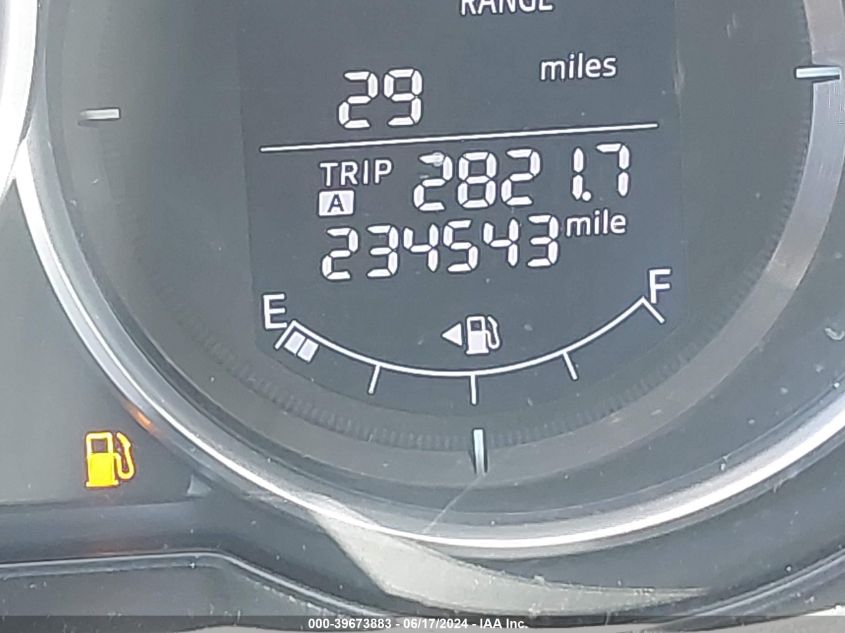 RANGE
29 miles
TRIP A 2821.7
234543 mile
E F
000-39673883 - 06/17/2024 - IAA Inc.